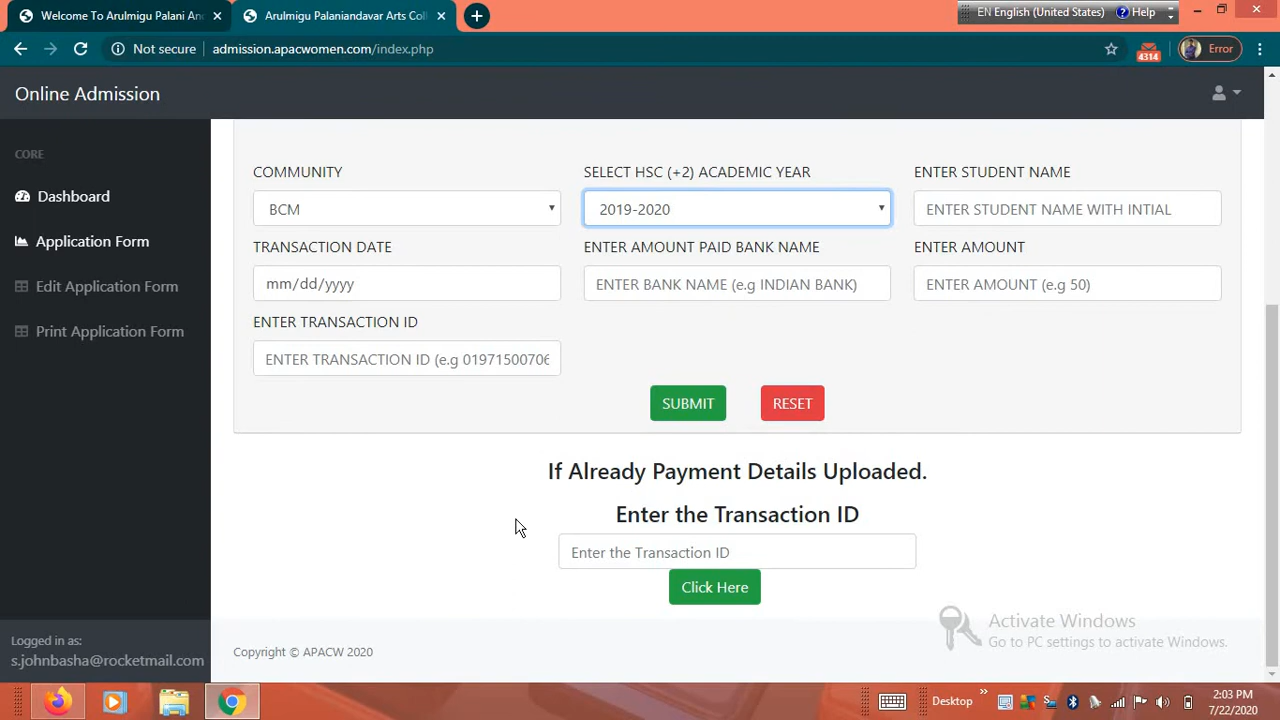 Welcome To Arulmigu Palani An
Arulmigu Palaniandavar Arts Coll
EN English (United States) Help
Not secure admission.apacwomen.com/index.php
4314
Error
Online Admission
CORE
Dashboard
Application Form
Edit Application Form
Print Application Form
COMMUNITY SELECT HSC (+2) ACADEMIC YEAR ENTER STUDENT NAME
BCM 2019-2020 ENTER STUDENT NAME WITH INTIAL
TRANSACTION DATE ENTER AMOUNT PAID BANK NAME ENTER AMOUNT
mm/dd/yyyy ENTER BANK NAME (e.g INDIAN BANK) ENTER AMOUNT (e.g 50)
ENTER TRANSACTION ID
ENTER TRANSACTION ID (e.g 01971500706
SUBMIT RESET
If Already Payment Details Uploaded.
Enter the Transaction ID
Enter the Transaction ID
Click Here
Activate Windows
Go to PC settings to activate Windows.
Logged in as:
s.johnbasha@rocketmail.com
Copyright © APACW 2020
Desktop
2:03 PM
7/22/2020